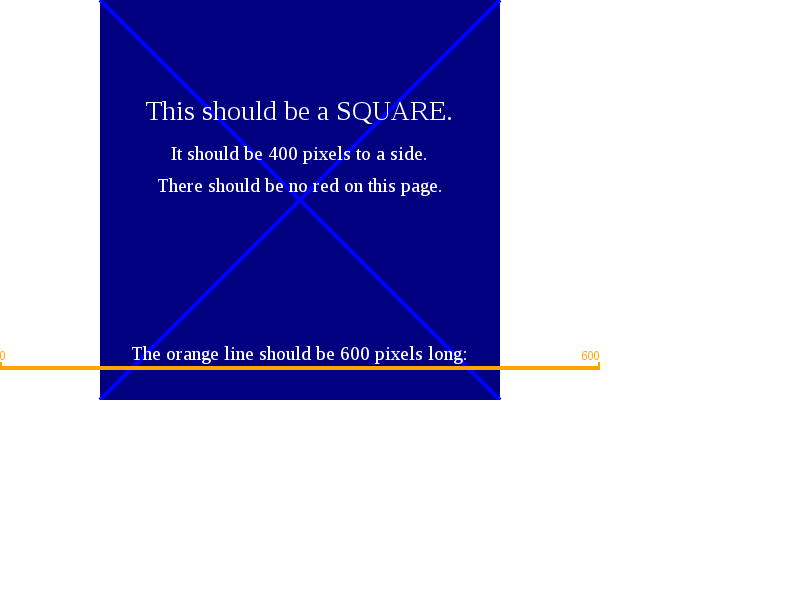 This should be a SQUARE.
It should be 400 pixels to a side.
There should be no red on this page.
The orange line should be 600 pixels long:
0 600